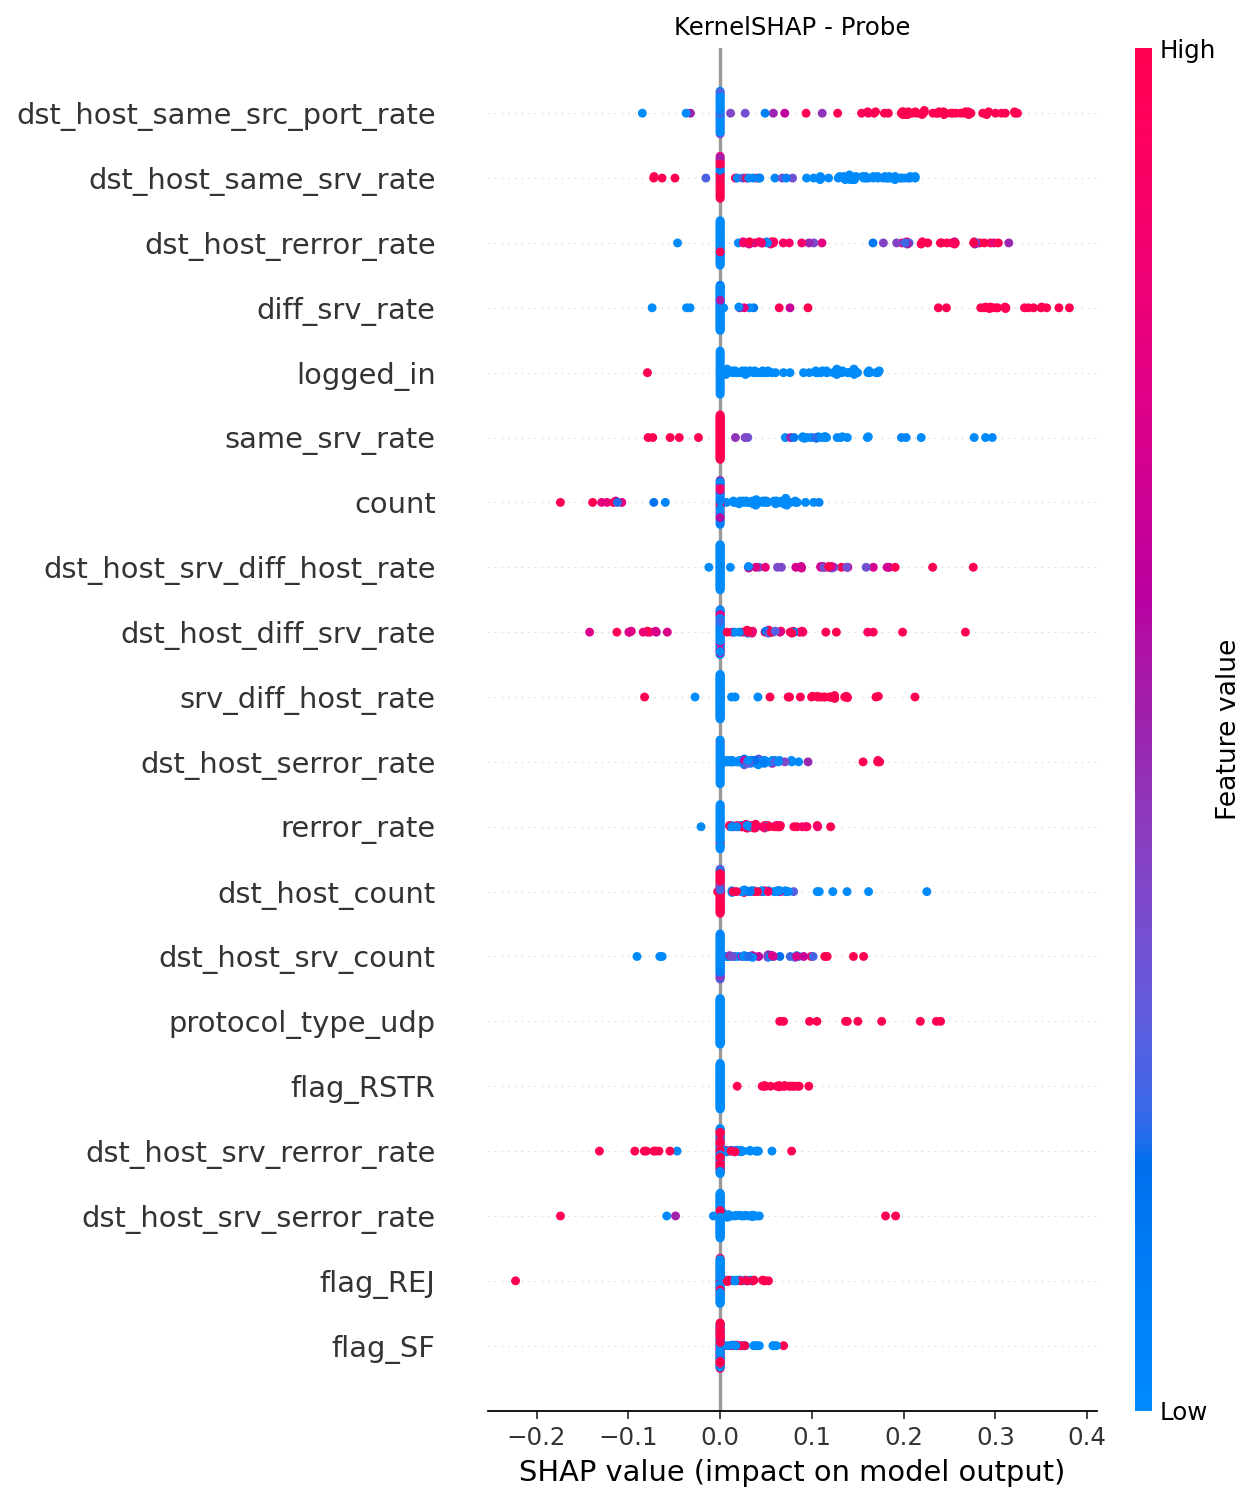 KernelSHAP - Probe
High
dst_host_same_src_port_rate
dst_host_same_srv_rate
dst_host_rerror_rate
diff_srv_rate
logged_in
same_srv_rate
count
dst_host_srv_diff_host_rate
dst_host_diff_srv_rate
srv_diff_host_rate
dst_host_serror_rate
rerror_rate
dst_host_count
dst_host_srv_count
protocol_type_udp
flag_RSTR
dst_host_srv_rerror_rate
dst_host_srv_serror_rate
flag_REJ
flag_SF
Feature value
Low
−0.2 −0.1 0.0 0.1 0.2 0.3 0.4
SHAP value (impact on model output)